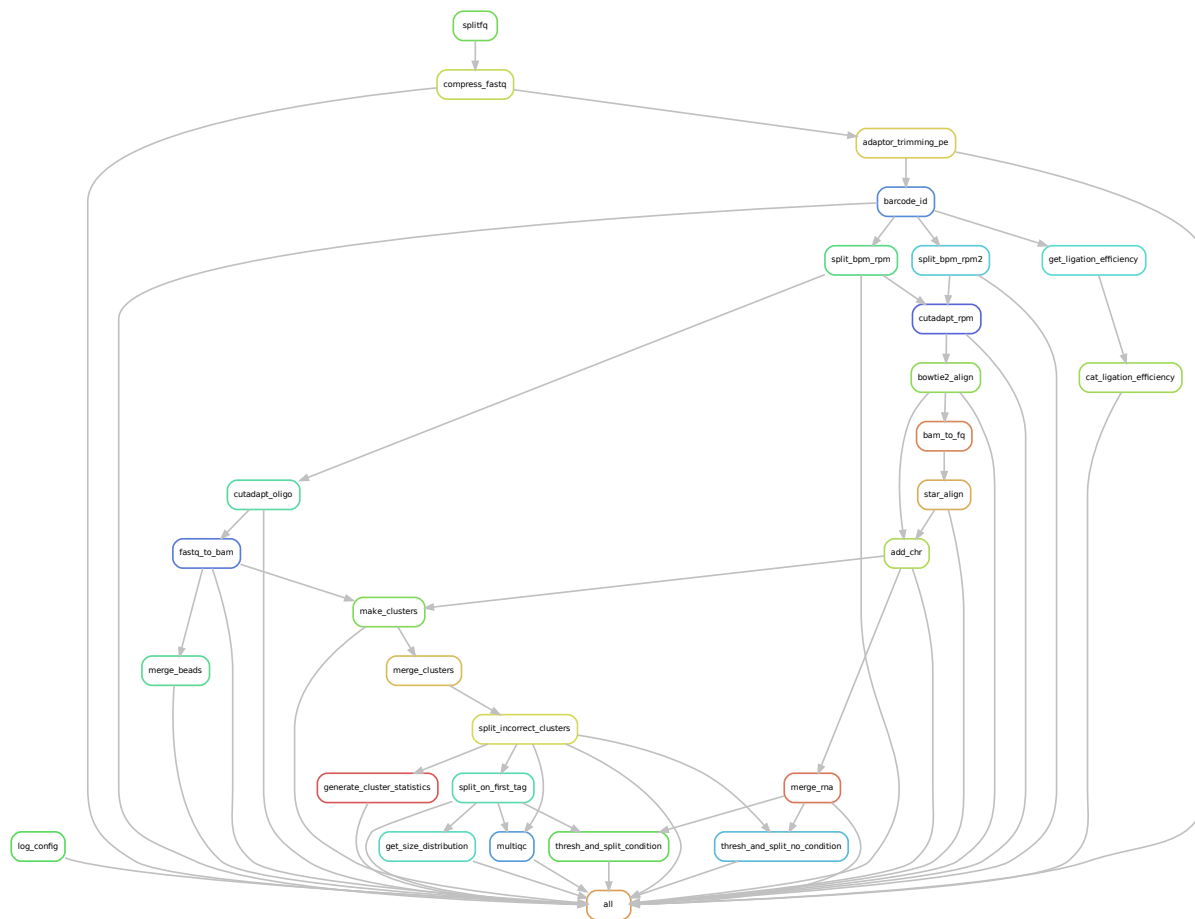 splitfq
compress_fastq
adaptor_trimming_pe
barcode_id
split_bpm_rpm
split_bpm_rpm2
get_ligation_efficiency
cutadapt_rpm
bowtie2_align
cat_ligation_efficiency
bam_to_fq
cutadapt_oligo
star_align
fastq_to_bam
add_chr
make_clusters
merge_beads
merge_clusters
split_incorrect_clusters
generate_cluster_statistics
split_on_first_tag
merge_rna
log_config
get_size_distribution
multiqc
thresh_and_split_condition
thresh_and_split_no_condition
all